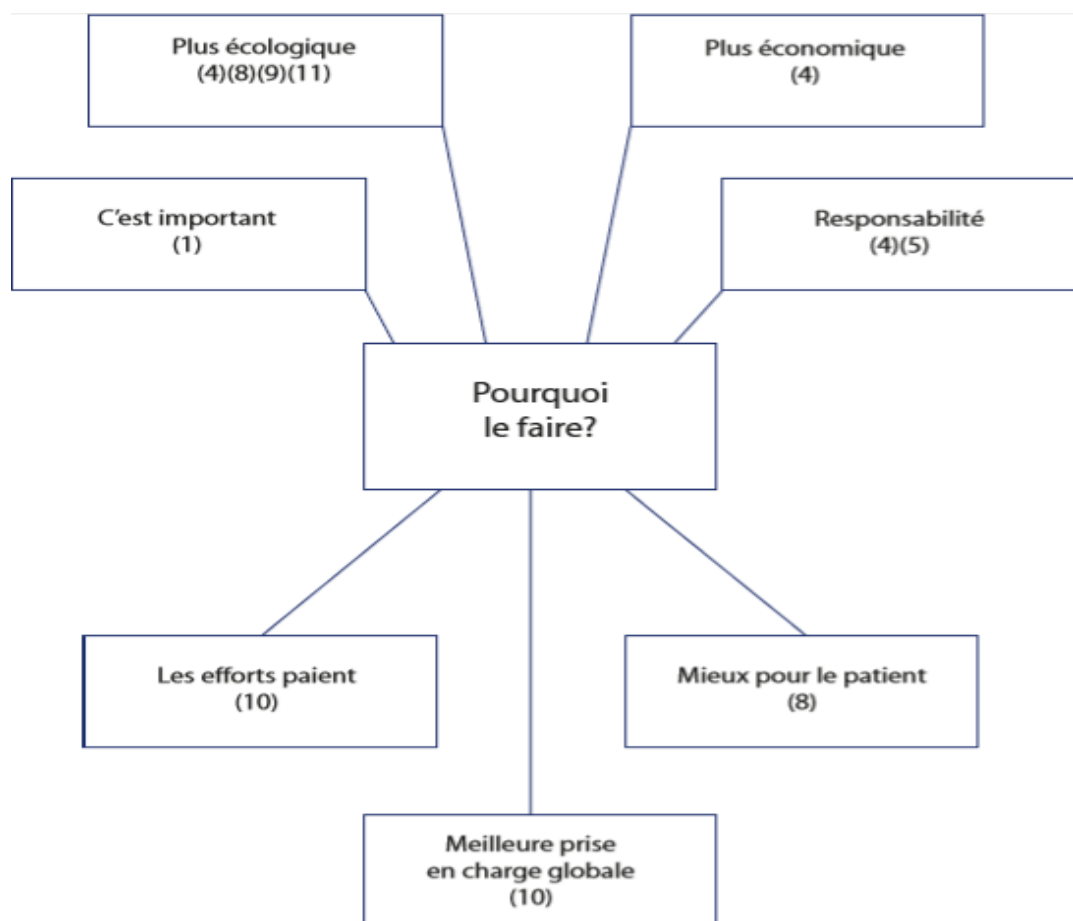 Plus écologique
(4)(8)(9)(11)
Plus économique
(4)
C'est important
(1)
Responsabilité
(4)(5)
Pourquoi
le faire?
Les efforts paient
(10)
Mieux pour le patient
(8)
Meilleure prise
en charge globale
(10)